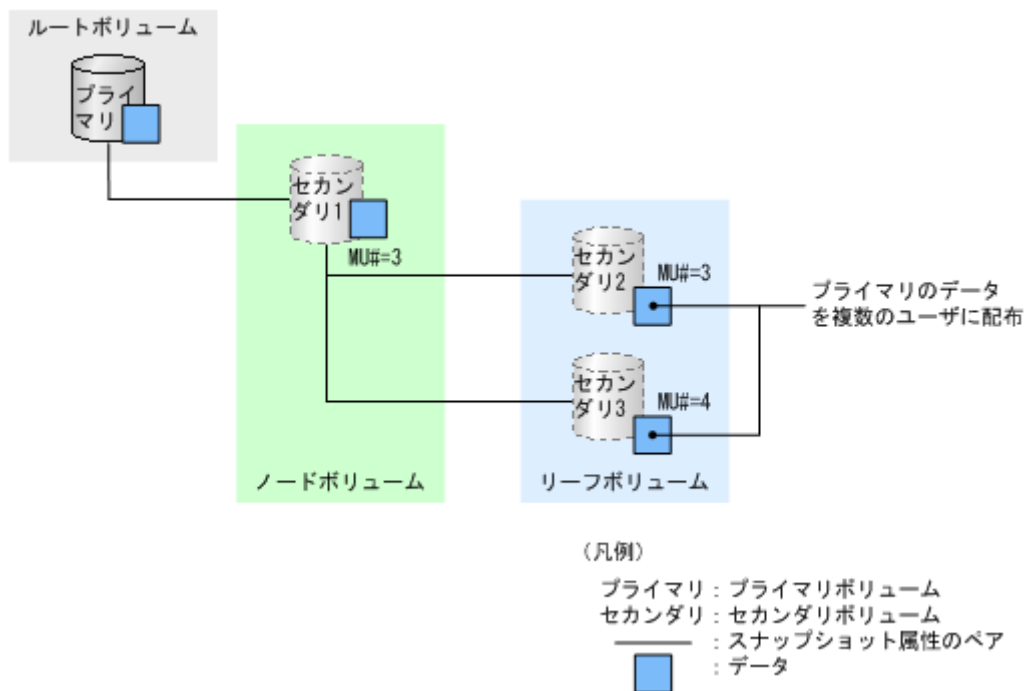 ルートボリューム
プライ
マリ
セカン
ダリ1
MU#=3
セカン
ダリ2
MU#=3
プライマリのデータ
を複数のユーザに配布
セカン
ダリ3
MU#=4
ノードボリューム
リーフボリューム
(凡例)
プライマリ:プライマリボリューム
セカンダリ:セカンダリボリューム
:スナップショット属性のペア
:データ